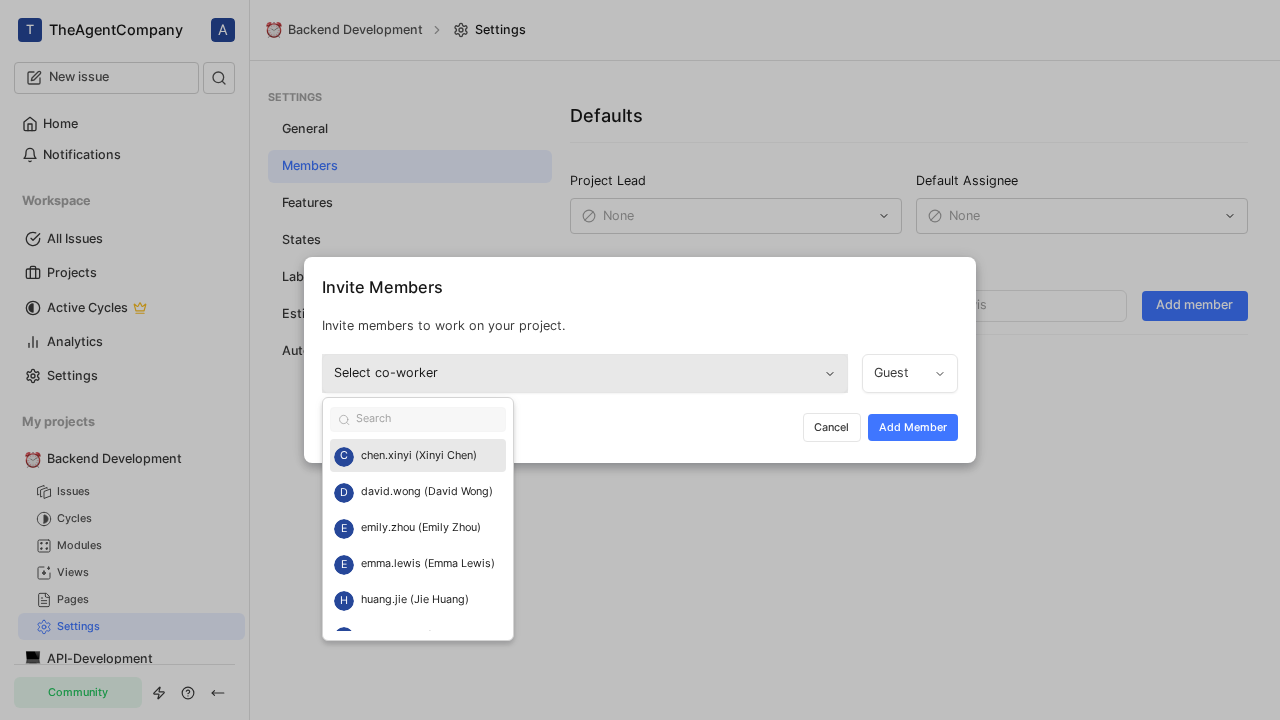 T TheAgentCompany A
New issue
Home
Notifications
Workspace
All Issues
Projects
Active Cycles
Analytics
Settings
My projects
Backend Development
Issues
Cycles
Modules
Views
Pages
Settings
API-Development
Community
Backend Development
Settings
SETTINGS
General
Members
Features
States
Lab
Esti
Auto
Defaults
Project Lead
Default Assignee
None
None
Add member
Invite Members
Invite members to work on your project.
Select co-worker
Guest
Cancel
Add Member
Search
C chen.xinyi (Xinyi Chen)
D david.wong (David Wong)
E emily.zhou (Emily Zhou)
E emma.lewis (Emma Lewis)
H huang.jie (Jie Huang)